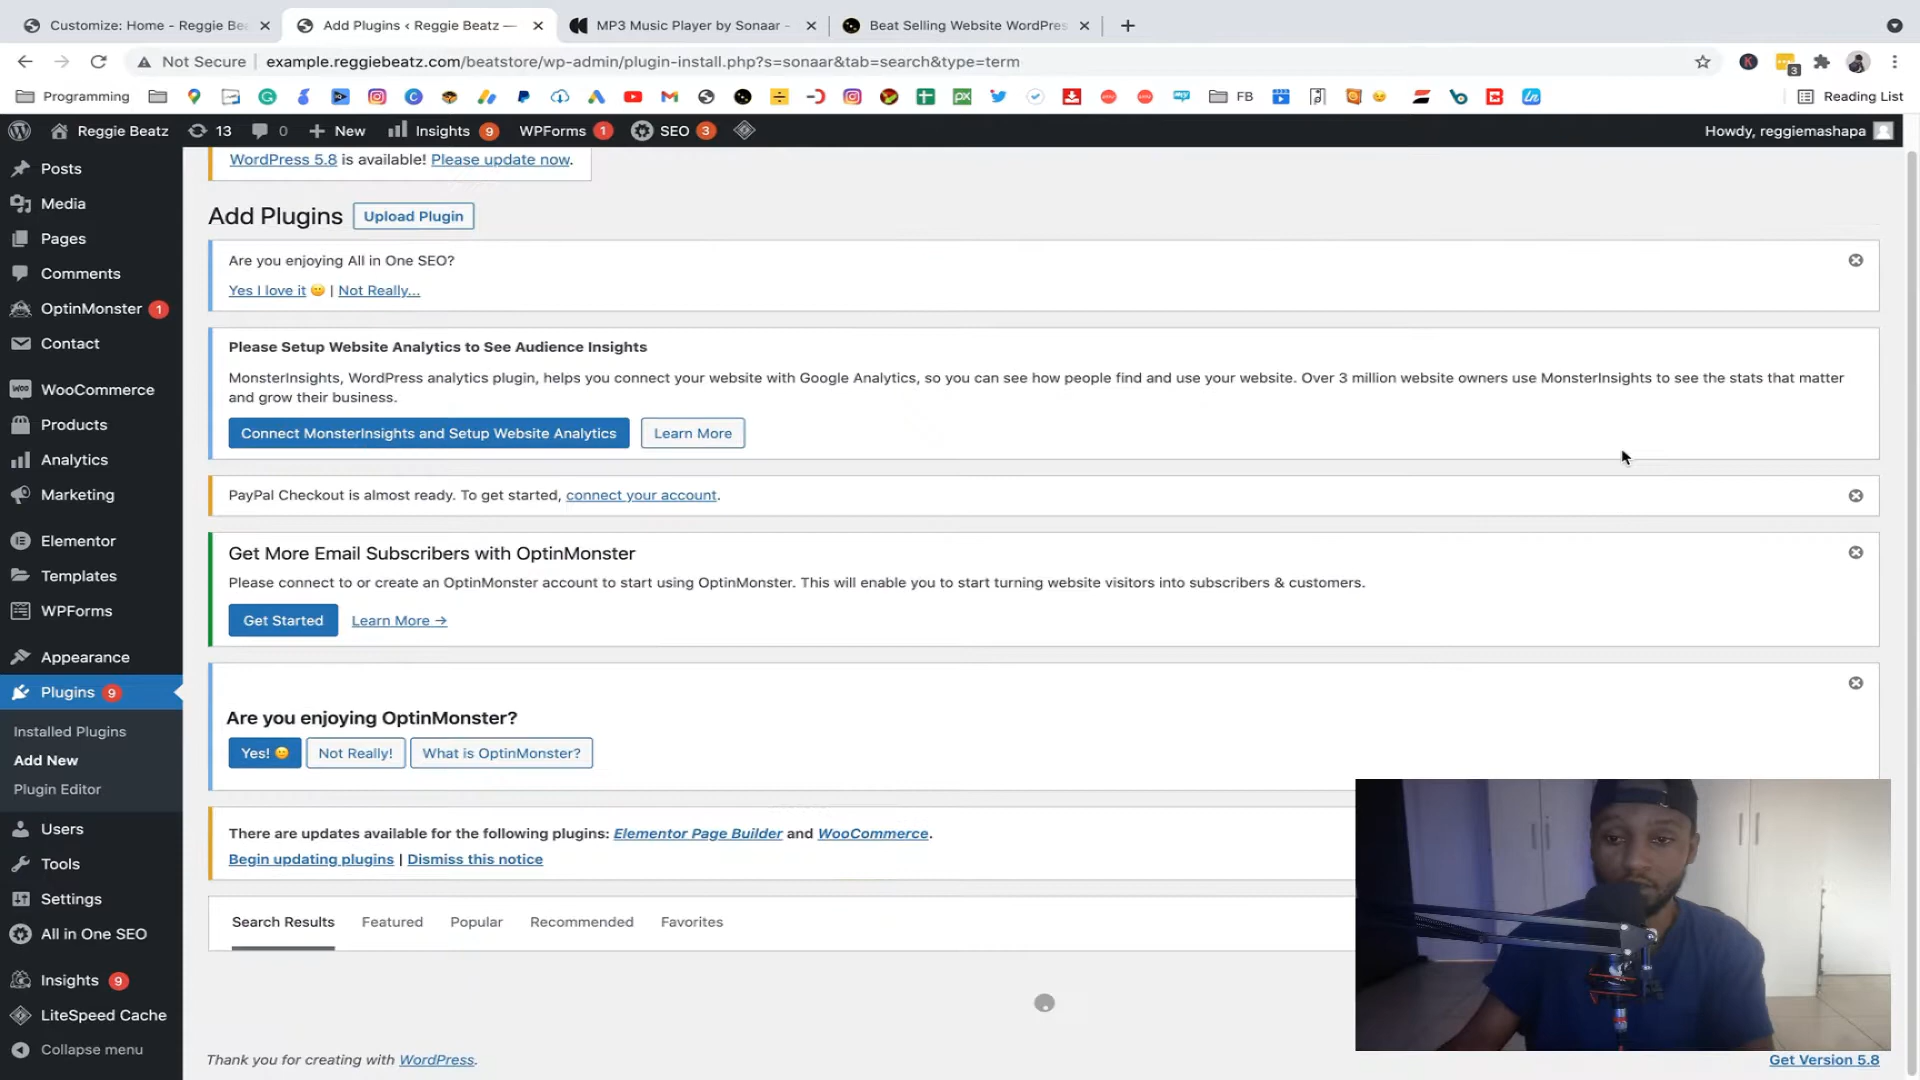 Customize: Home - Reggie Be
Add Plugins ‹ Reggie Beatz —
MP3 Music Player by Sonaar -
Beat Selling Website WordPres
Not Secure
example.reggiebeatz.com/beatstore/wp-admin/plugin-install.php?s=sonaar&tab=search&type=term
K
3
Programming
FB
Reading List
Reggie Beatz
13
0
New
Insights 9
WPForms 1
SEO 3
Howdy, reggiemashapa
Posts
Media
Pages
Comments
OptinMonster 1
Contact
WooCommerce
Products
Analytics
Marketing
Elementor
Templates
WPForms
Appearance
Plugins 9
Installed Plugins
Add New
Plugin Editor
Users
Tools
Settings
All in One SEO
Insights 9
LiteSpeed Cache
Collapse menu
WordPress 5.8 is available! Please update now.
Add Plugins
Upload Plugin
Are you enjoying All in One SEO?
Yes I love it 🙂 | Not Really...
Please Setup Website Analytics to See Audience Insights
MonsterInsights, WordPress analytics plugin, helps you connect your website with Google Analytics, so you can see how people find and use your website. Over 3 million website owners use MonsterInsights to see the stats that matter
and grow their business.
Connect MonsterInsights and Setup Website Analytics
Learn More
PayPal Checkout is almost ready. To get started, connect your account.
Get More Email Subscribers with OptinMonster
Please connect to or create an OptinMonster account to start using OptinMonster. This will enable you to start turning website visitors into subscribers & customers.
Get Started
Learn More →
Are you enjoying OptinMonster?
Yes! 🙂
Not Really!
What is OptinMonster?
There are updates available for the following plugins: Elementor Page Builder and WooCommerce.
Begin updating plugins | Dismiss this notice
Search Results
Featured
Popular
Recommended
Favorites
Thank you for creating with WordPress.
Get Version 5.8